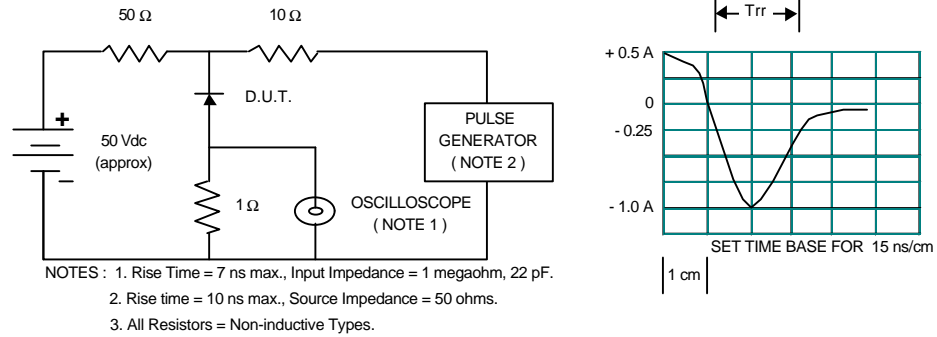 50 Ω
10 Ω
D.U.T.
+
50 Vdc
(approx)
−
1 Ω
PULSE
GENERATOR
( NOTE 2 )
OSCILLOSCOPE
( NOTE 1 )
NOTES : 1. Rise Time = 7 ns max., Input Impedance = 1 megaohm, 22 pF.
2. Rise time = 10 ns max., Source Impedance = 50 ohms.
3. All Resistors = Non-inductive Types.
Trr
+ 0.5 A
0
- 0.25
- 1.0 A
SET TIME BASE FOR 15 ns/cm
1 cm